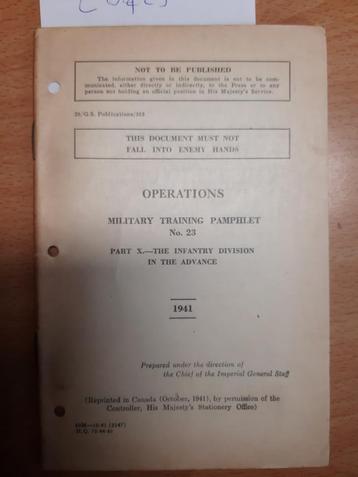 NOT TO BE PUBLISHED
The information given in this document is not to be com-
municated, either directly or indirectly, to the Press or to any
person not holding an official position in His Majesty's Service.
THIS DOCUMENT MUST NOT
FALL INTO ENEMY HANDS
OPERATIONS
MILITARY TRAINING PAMPHLET
No. 23
PART X.—THE INFANTRY DIVISION
IN THE ADVANCE
1941
Prepared under the direction of
the Chief of the Imperial General Staff
(Reprinted in Canada (October, 1941), by permission of the
Controller, His Majesty's Stationery Office)